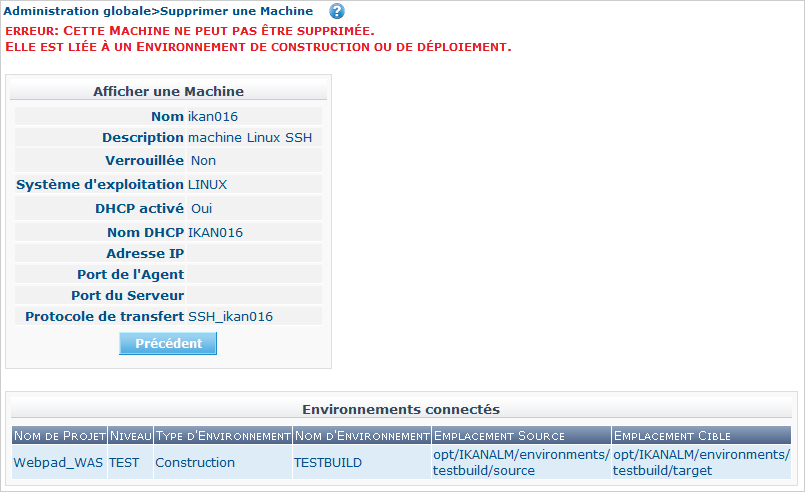 Administration globale>Supprimer une Machine ?
ERREUR: CETTE MACHINE NE PEUT PAS ÊTRE SUPPRIMÉE.
ELLE EST LIÉE À UN ENVIRONNEMENT DE CONSTRUCTION OU DE DÉPLOIEMENT.
Afficher une Machine
Nom ikan016
Description machine Linux SSH
Verrouillée Non
Système d'exploitation LINUX
DHCP activé Oui
Nom DHCP IKAN016
Adresse IP
Port de l'Agent
Port du Serveur
Protocole de transfert SSH_ikan016
Précédent
Environnements connectés
NOM DE PROJET NIVEAU TYPE D'ENVIRONNEMENT NOM D'ENVIRONNEMENT EMPLACEMENT SOURCE EMPLACEMENT CIBLE
Webpad_WAS TEST Construction TESTBUILD opt/IKANALM/environments/ opt/IKANALM/environments/
testbuild/source testbuild/target